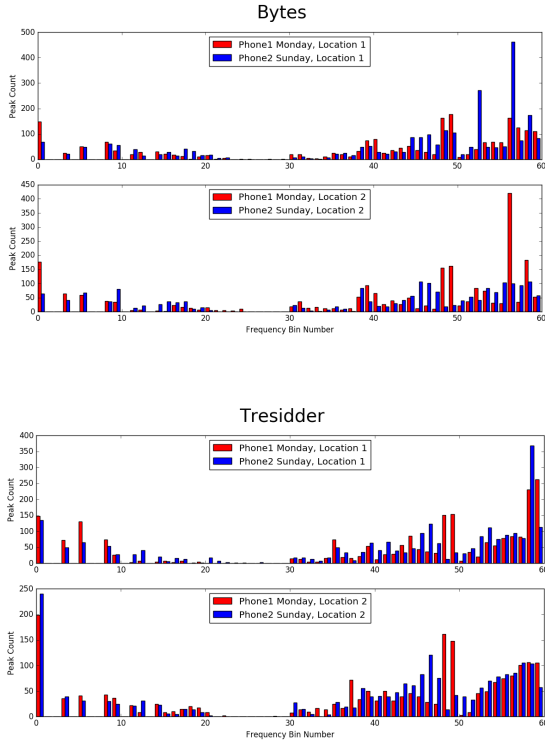 Bytes
500
400
300
200
100
0
Peak Count
Phone1 Monday, Location 1
Phone2 Sunday, Location 1
0 10 20 30 40 50 60
450
400
350
300
250
200
150
100
50
0
Peak Count
Phone1 Monday, Location 2
Phone2 Sunday, Location 2
0 10 20 30 40 50 60
Frequency Bin Number
Tresidder
400
350
300
250
200
150
100
50
0
Peak Count
Phone1 Monday, Location 1
Phone2 Sunday, Location 1
0 10 20 30 40 50 60
250
200
150
100
50
0
Peak Count
Phone1 Monday, Location 2
Phone2 Sunday, Location 2
0 10 20 30 40 50 60
Frequency Bin Number